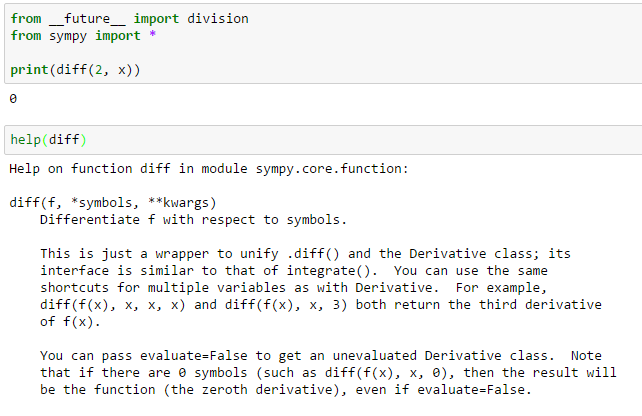 from __future__ import division
from sympy import *
print(diff(2, x))
0
help(diff)
Help on function diff in module sympy.core.function:
diff(f, *symbols, **kwargs)
Differentiate f with respect to symbols.
This is just a wrapper to unify .diff() and the Derivative class; its
interface is similar to that of integrate().  You can use the same
shortcuts for multiple variables as with Derivative.  For example,
diff(f(x), x, x, x) and diff(f(x), x, 3) both return the third derivative
of f(x).
You can pass evaluate=False to get an unevaluated Derivative class.  Note
that if there are 0 symbols (such as diff(f(x), x, 0), then the result will
be the function (the zeroth derivative), even if evaluate=False.